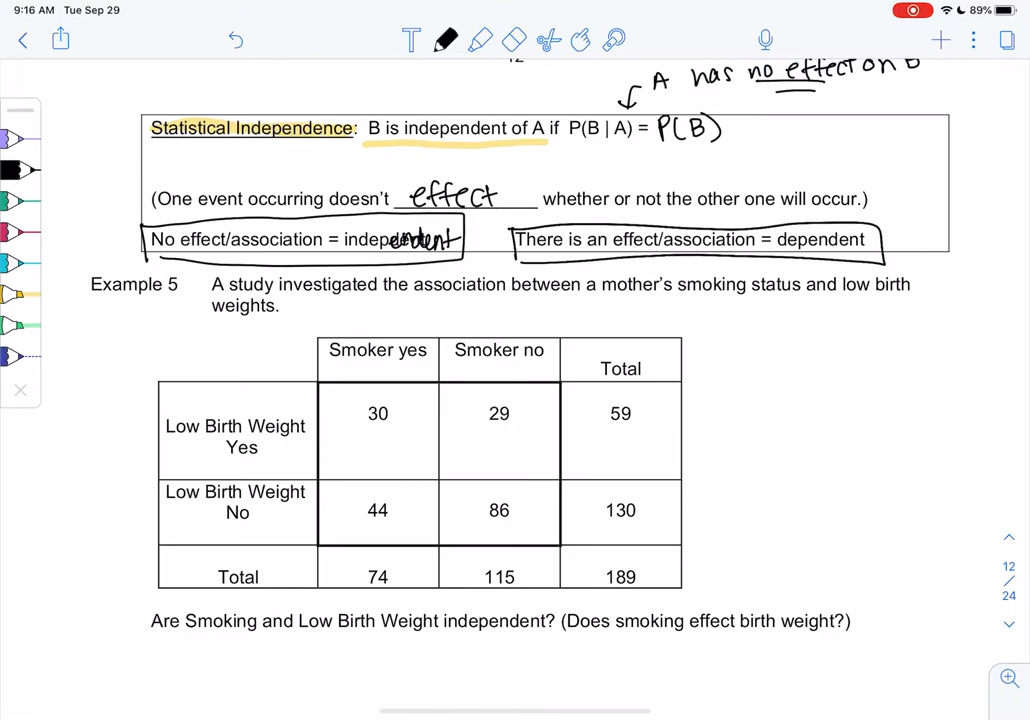 9:16 AM Tue Sep 29
89%
T
A has no effect on B
12
Statistical Independence: B is independent of A if P(B | A) = P(B)
(One event occurring doesn't effect whether or not the other one will occur.)
No effect/association = independent
There is an effect/association = dependent
Example 5 A study investigated the association between a mother's smoking status and low birth
weights.
Smoker yes Smoker no Total
Low Birth Weight
Yes 30 29 59
Low Birth Weight
No 44 86 130
Total 74 115 189
Are Smoking and Low Birth Weight independent? (Does smoking effect birth weight?)
12
/
24